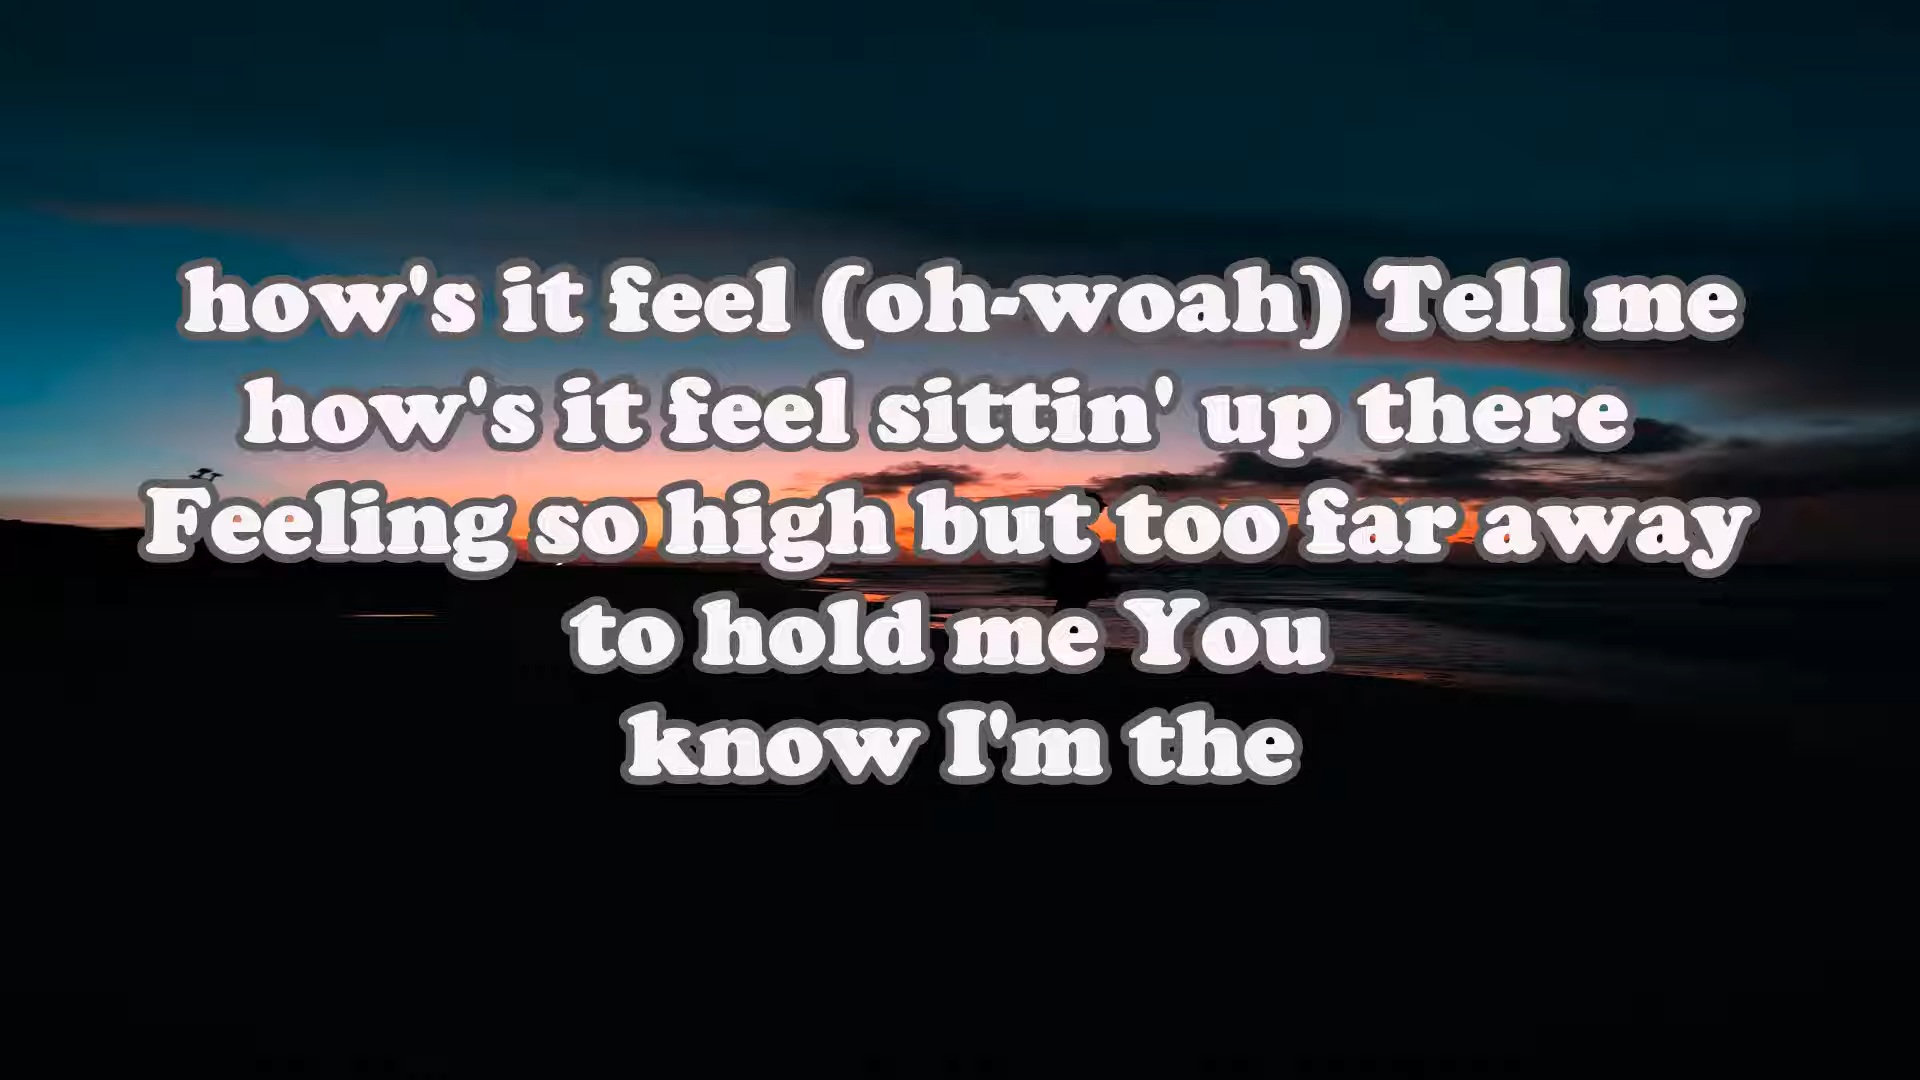 how's it feel (oh-woah) Tell me
how's it feel sittin' up there
Feeling so high but too far away
to hold me You
know I'm the